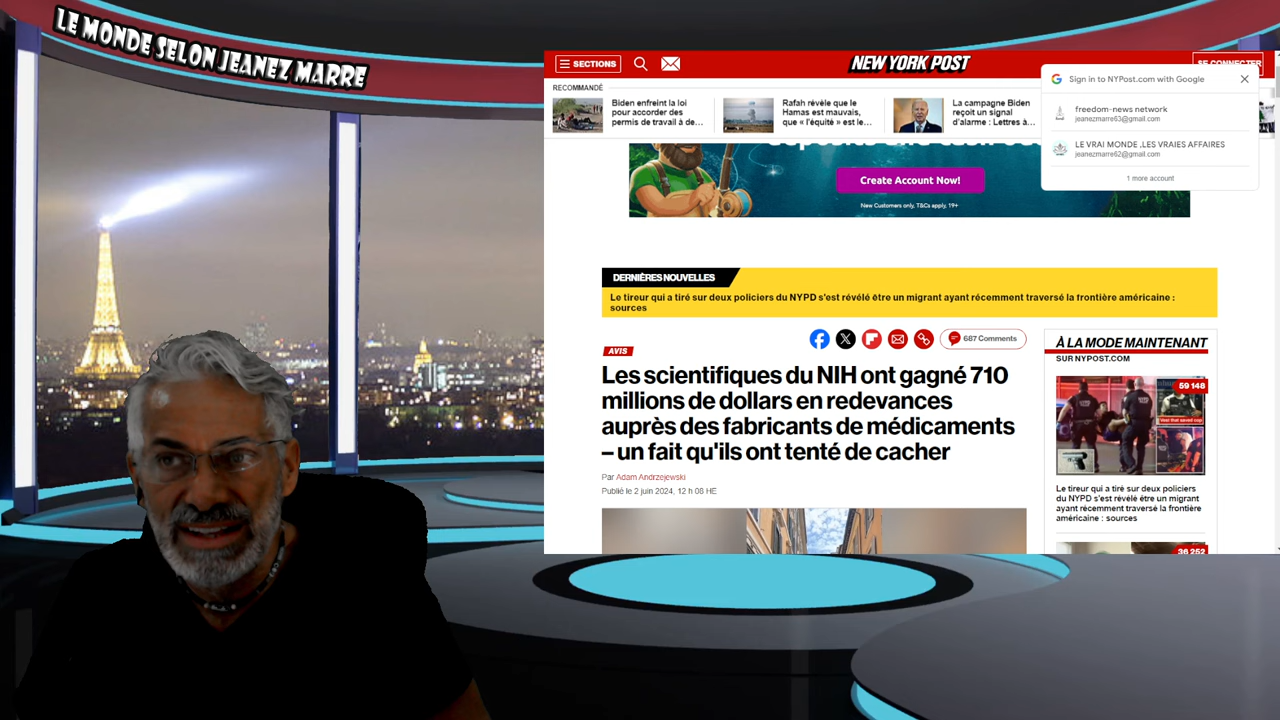 LE MONDE SELON JEANEZ MARRE
SECTIONS
NEW YORK POST
SE CONNECTER
RECOMMANDÉ
Biden enfreint la loi
pour accorder des
permis de travail à de...
Rafah révèle que le
Hamas est mauvais,
que « l'équité » est le...
La campagne Biden
reçoit un signal
d'alarme : Lettres à...
Sign in to NYPost.com with Google
freedom-news network
jeanezmarre63@gmail.com
LE VRAI MONDE ,LES VRAIES AFFAIRES
jeanezmarre62@gmail.com
1 more account
Create Account Now!
New Customers only, T&Cs apply, 19+
DERNIÈRES NOUVELLES
Le tireur qui a tiré sur deux policiers du NYPD s'est révélé être un migrant ayant récemment traversé la frontière américaine :
sources
687 Comments
AVIS
Les scientifiques du NIH ont gagné 710
millions de dollars en redevances
auprès des fabricants de médicaments
– un fait qu'ils ont tenté de cacher
Par Adam Andrzejewski
Publié le 2 juin 2024, 12 h 08 HE
À LA MODE MAINTENANT
SUR NYPOST.COM
59 148
Le tireur qui a tiré sur deux policiers
du NYPD s'est révélé être un migrant
ayant récemment traversé la frontière
américaine : sources
36 252